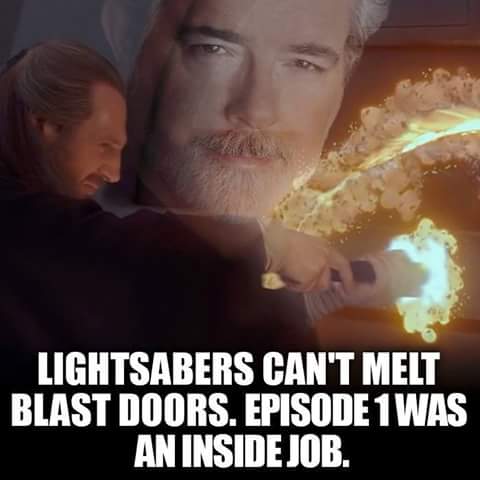 LIGHTSABERS CAN'T MELT
BLAST DOORS. EPISODE 1 WAS
AN INSIDE JOB.